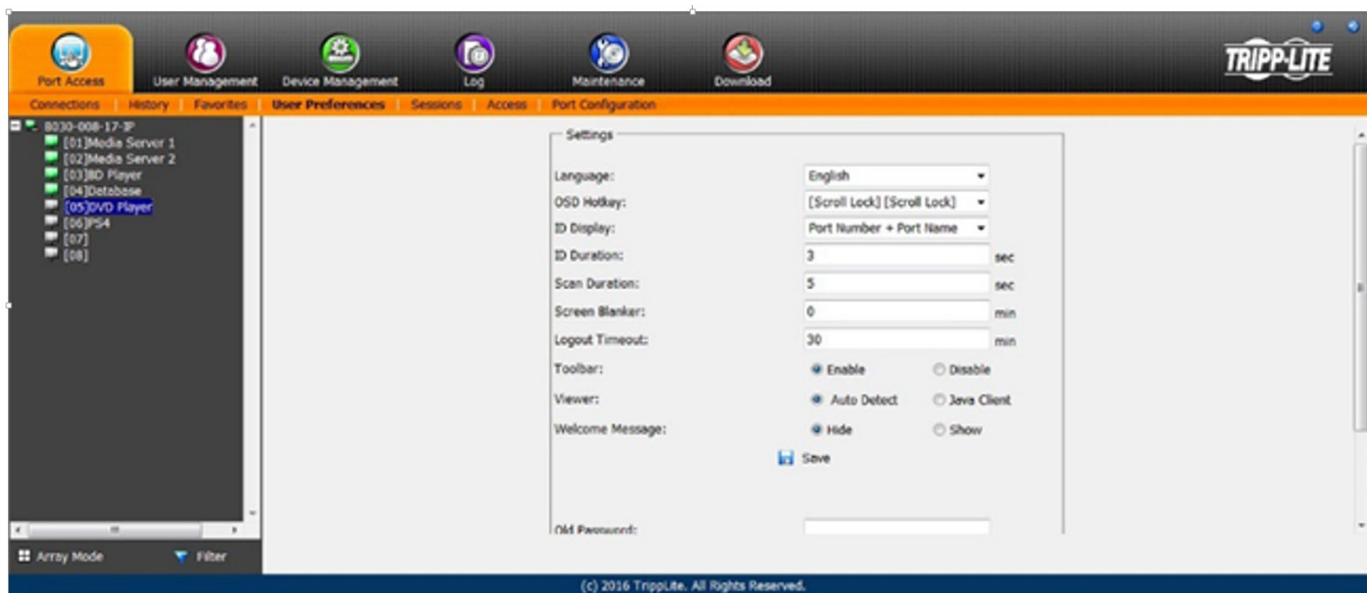 TRIPP·LITE
Port Access User Management Device Management Log Maintenance Download
Connections | History | Favorites | User Preferences | Sessions | Access | Port Configuration
B030-008-17-IP
[01]Media Server 1
[02]Media Server 2
[03]BD Player
[04]Database
[05]DVD Player
[06]PS4
[07]
[08]
Array Mode Filter
Settings
Language: English
OSD Hotkey: [Scroll Lock] [Scroll Lock]
ID Display: Port Number + Port Name
ID Duration: 3 sec
Scan Duration: 5 sec
Screen Blanker: 0 min
Logout Timeout: 30 min
Toolbar: Enable Disable
Viewer: Auto Detect Java Client
Welcome Message: Hide Show
Save
Old Password:
(c) 2016 TrippLite. All Rights Reserved.